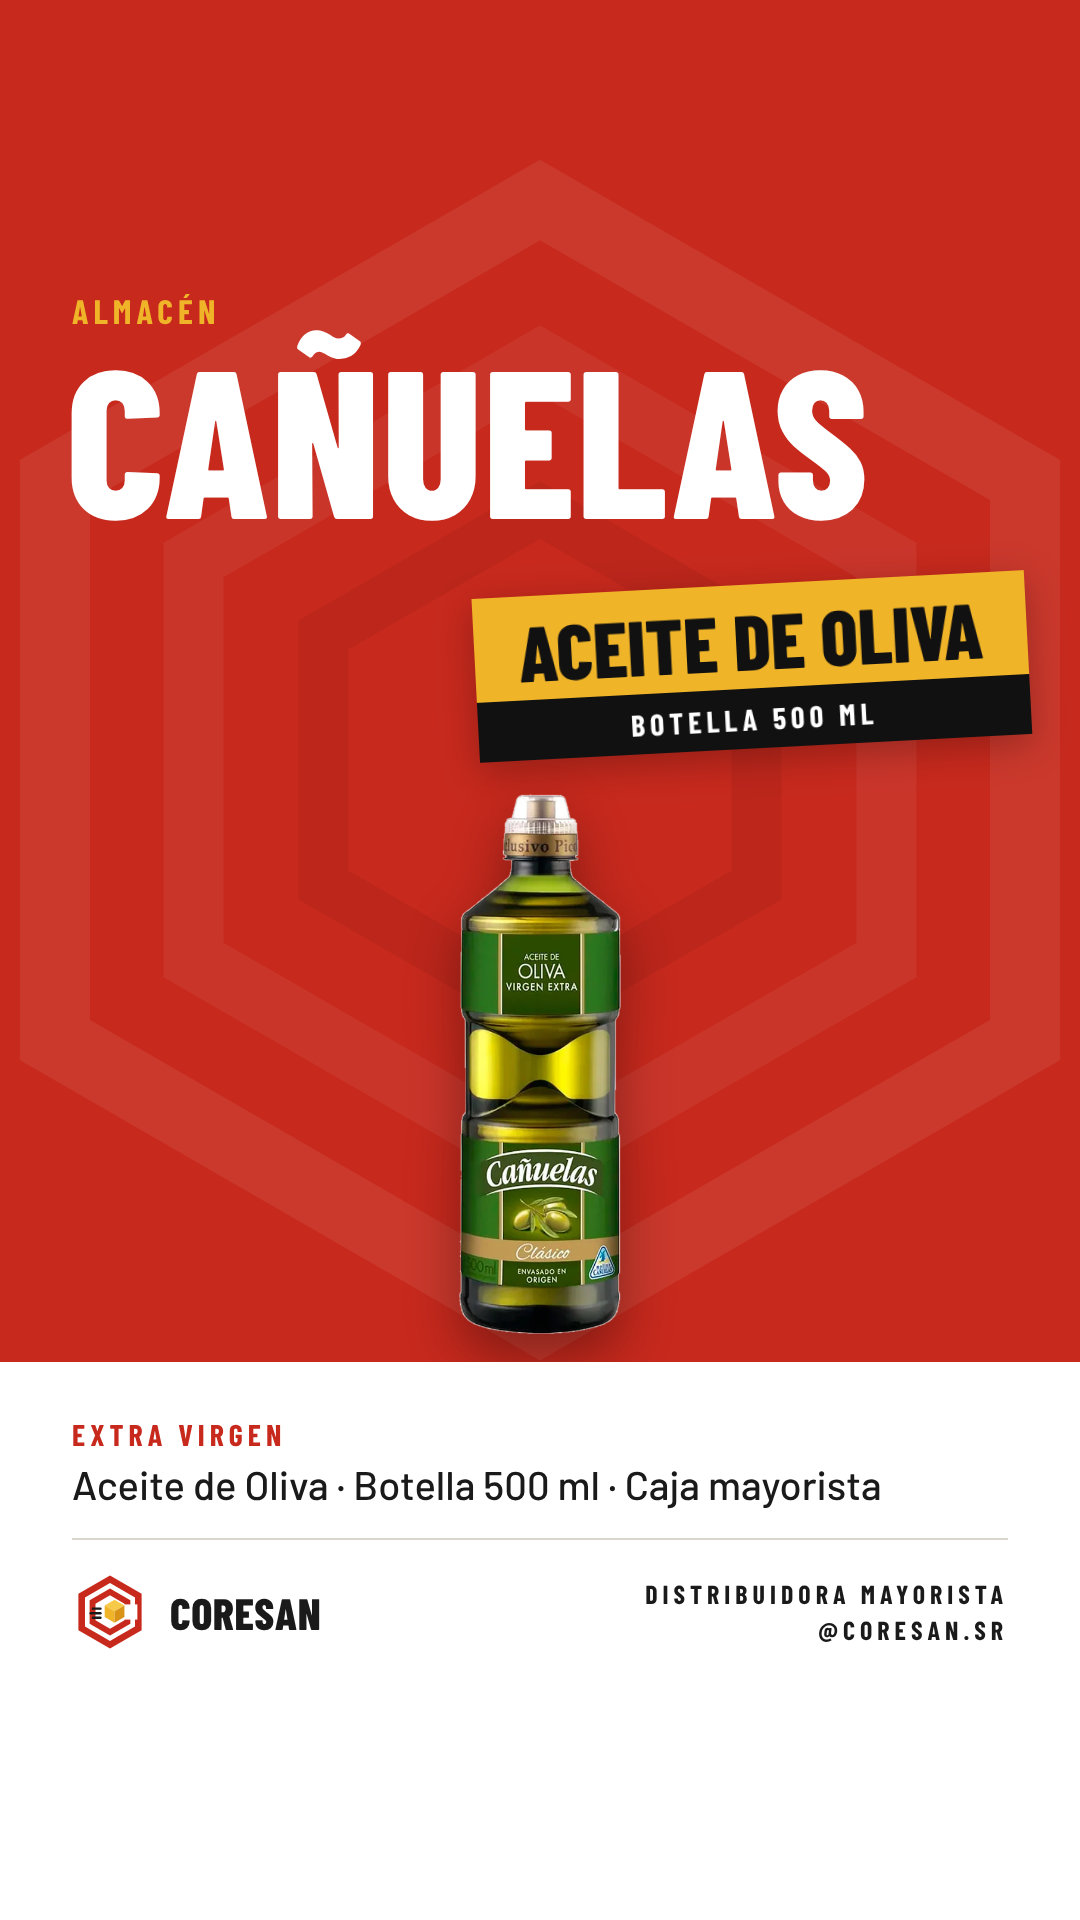 ALMACÉN
CAÑUELAS
ACEITE DE OLIVA
BOTELLA 500 ML
ACEITE DE
OLIVA
VIRGEN EXTRA
Cañuelas
Clásico
500ml
ENVASADO EN
ORIGEN
EXTRA VIRGEN
Aceite de Oliva · Botella 500 ml · Caja mayorista
CORESAN
DISTRIBUIDORA MAYORISTA
@CORESAN.SR